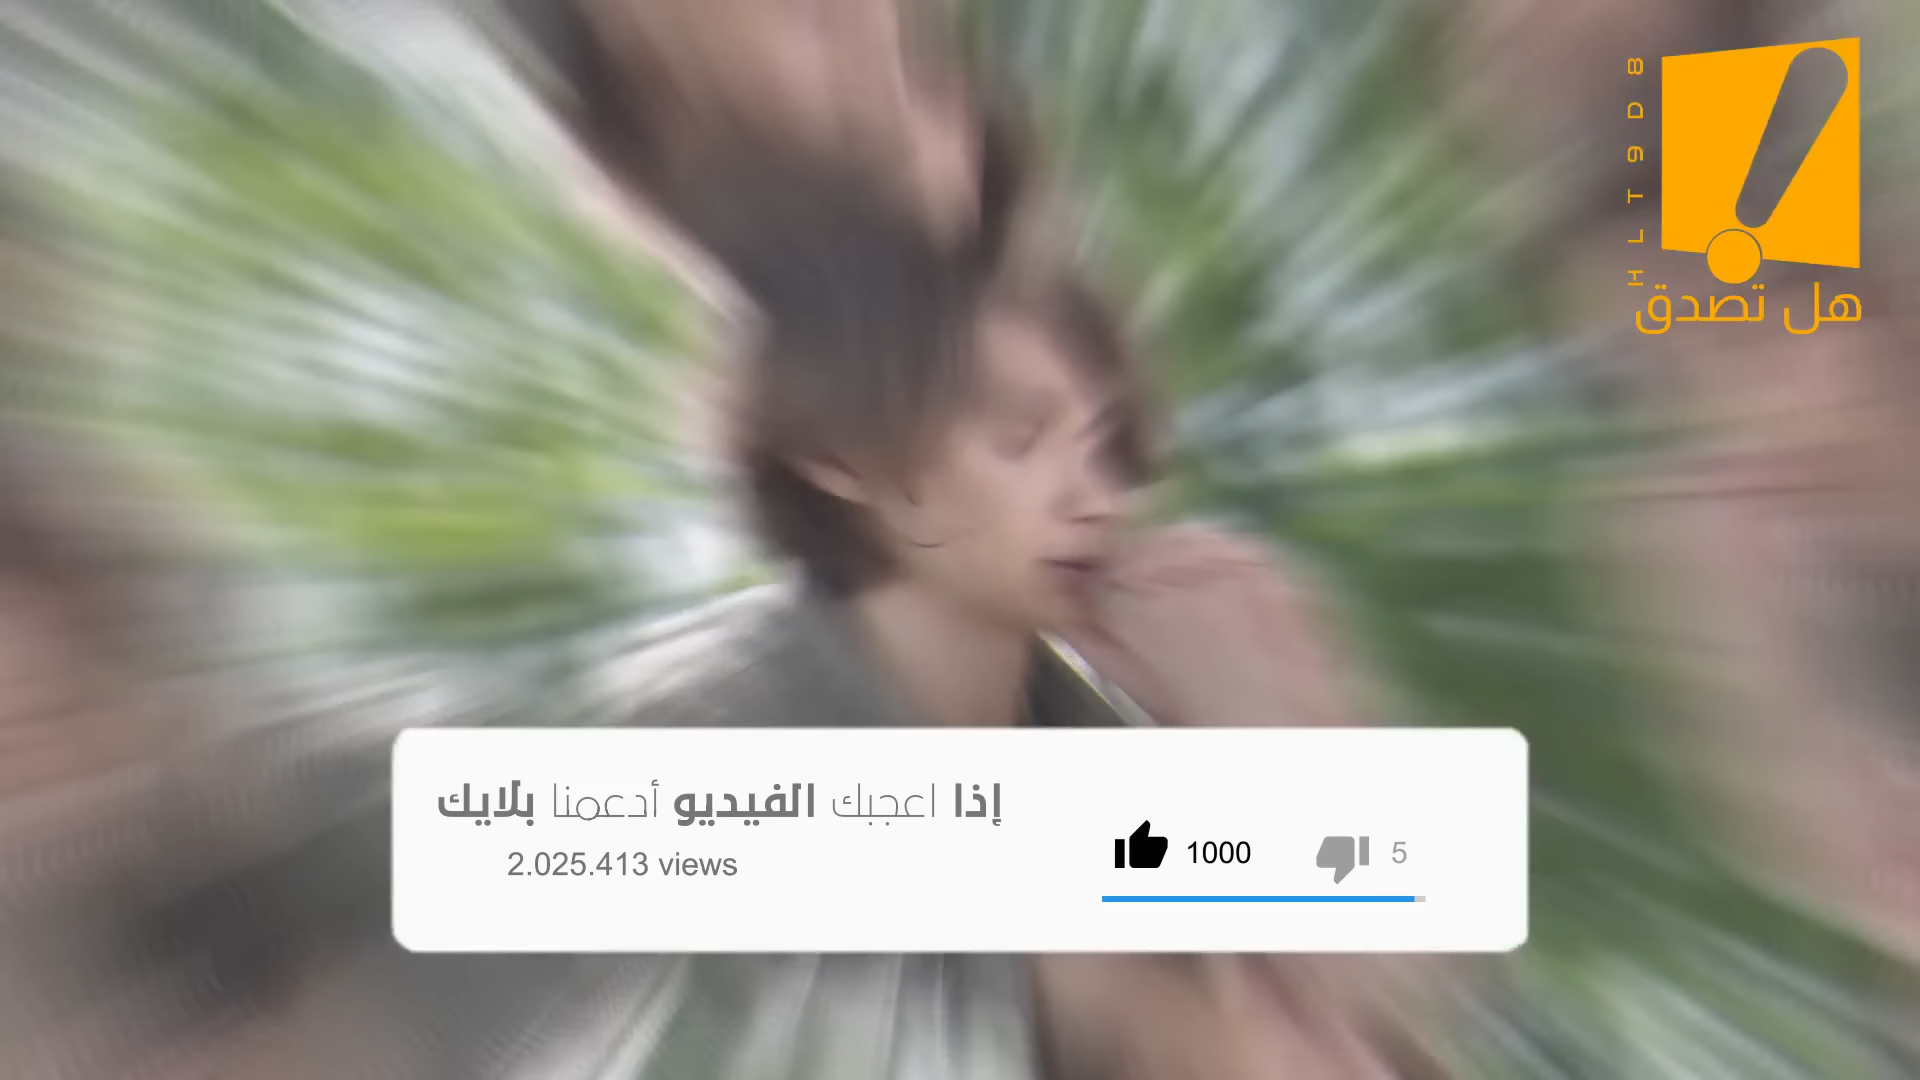 HLT9D8
هل تصدق
إذا اعجبك الفيديو أدعمنا بلايك
2.025.413 views
1000
5